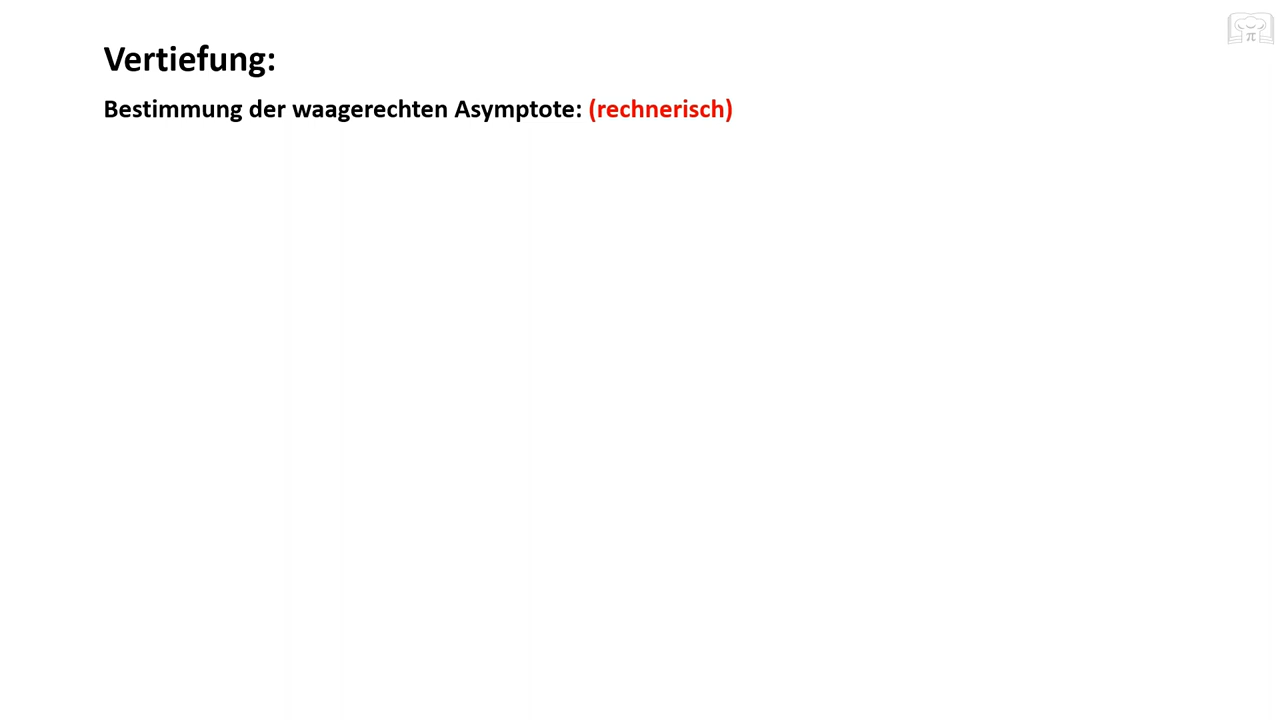 Vertiefung:
Bestimmung der waagerechten Asymptote: (rechnerisch)
π